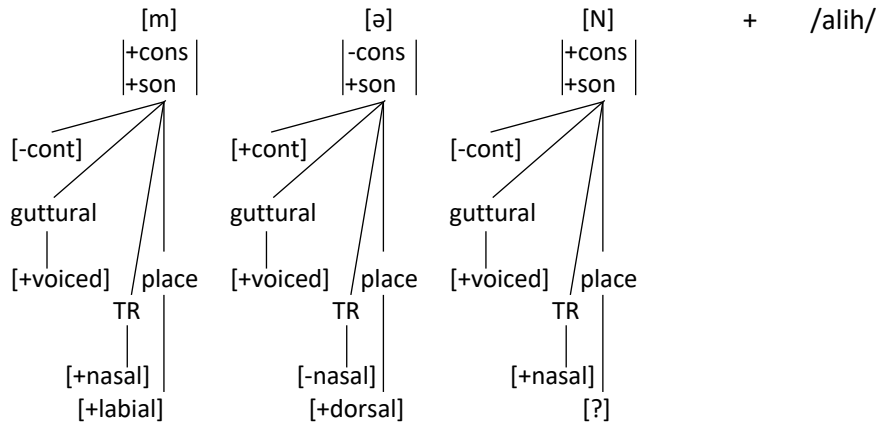 [m] [ə] [N] + /alih/
+cons -cons +cons
+son +son +son
[-cont] [+cont] [-cont]
guttural guttural guttural
[+voiced] place [+voiced] place [+voiced] place
TR TR TR
[+nasal] [-nasal] [+nasal]
[+labial] [+dorsal] [?]